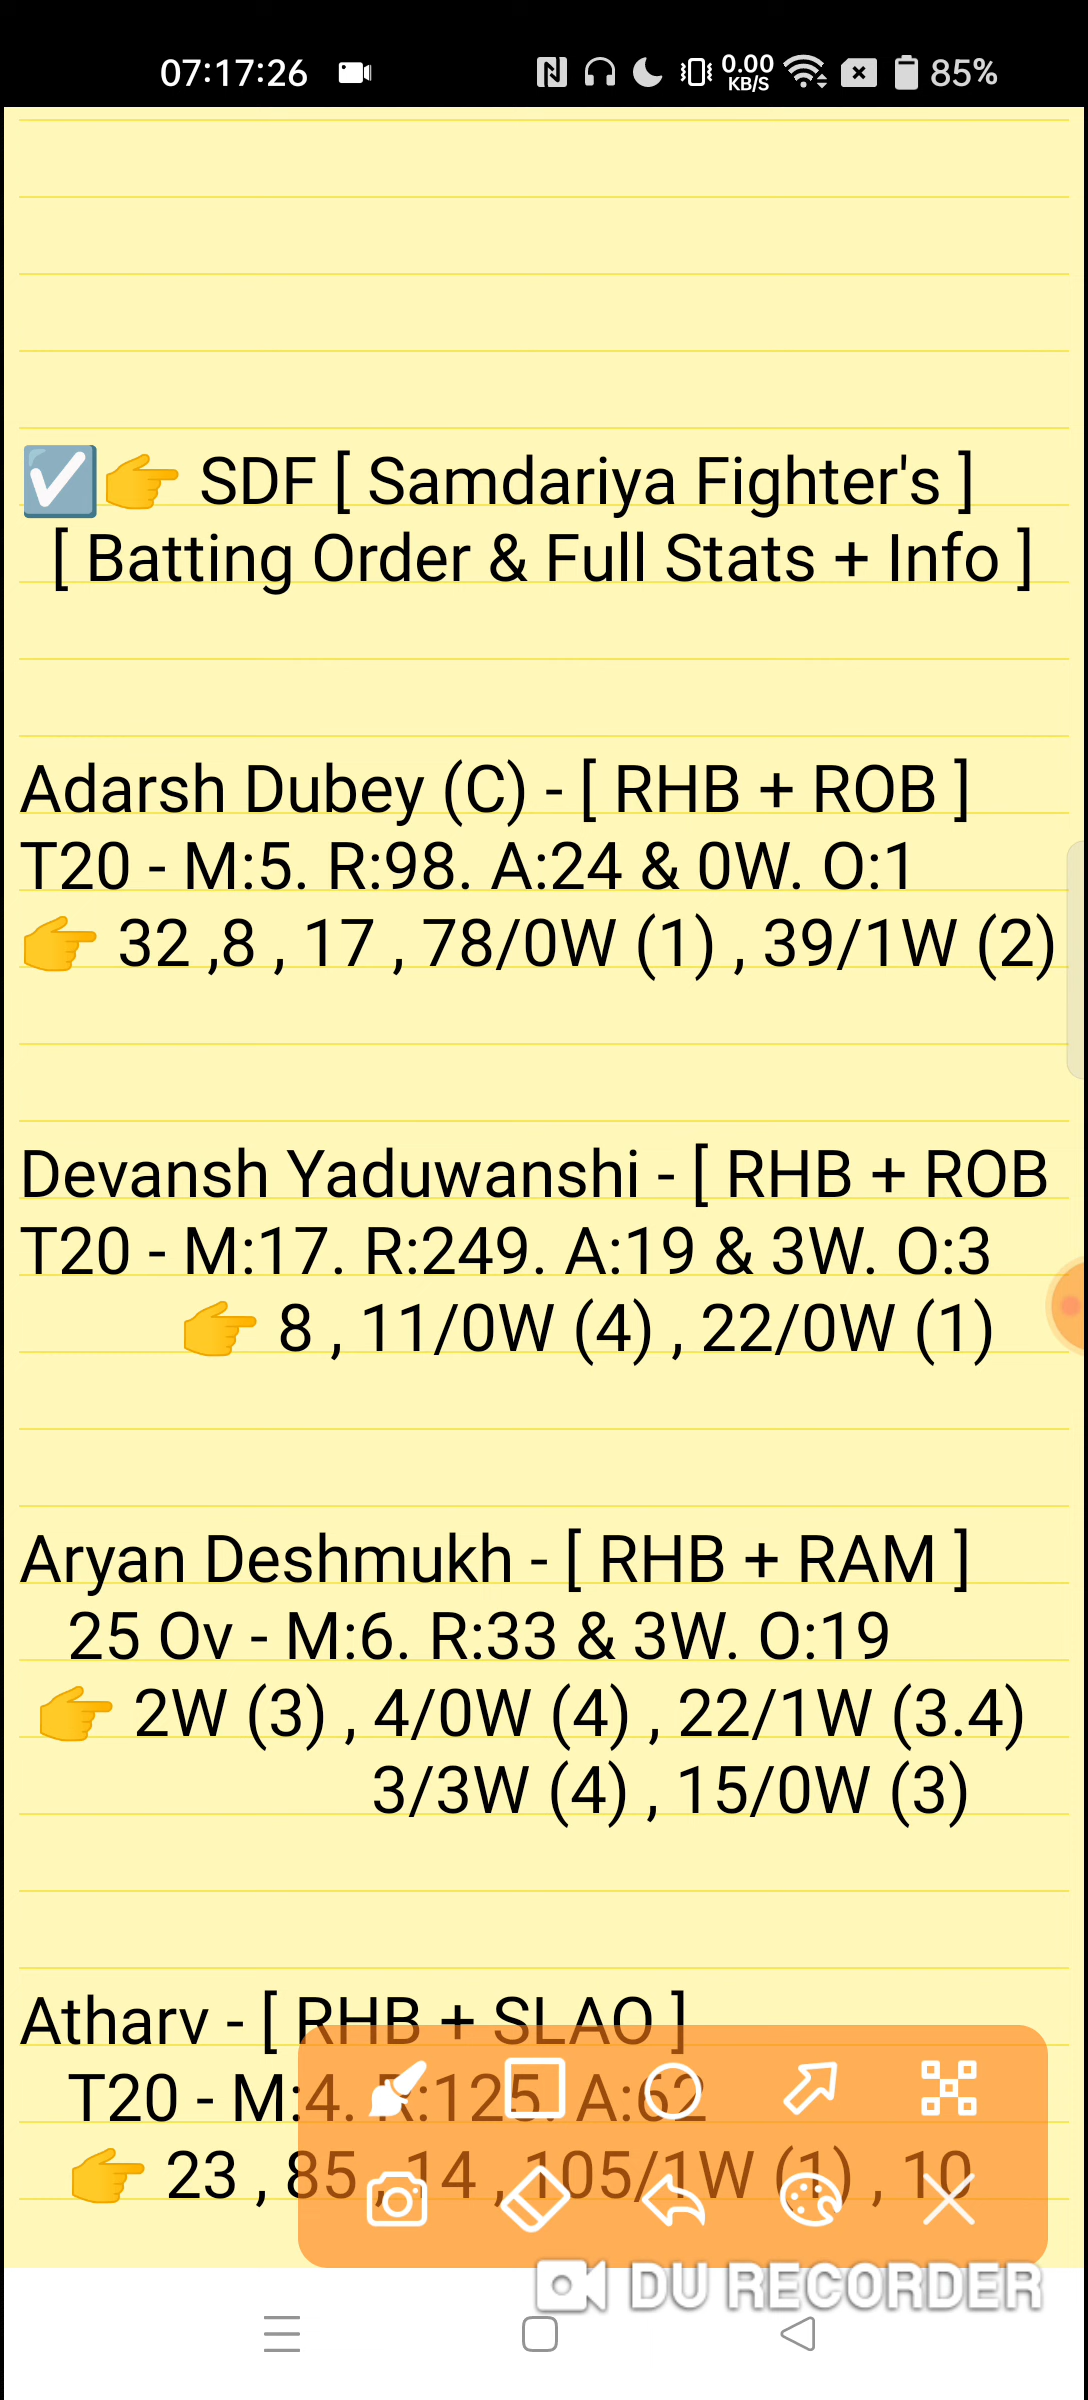 07:17:26 0.00 KB/S 85%
☑👉 SDF [ Samdariya Fighter's ]
[ Batting Order & Full Stats + Info ]
Adarsh Dubey (C) - [ RHB + ROB ]
T20 - M:5. R:98. A:24 & 0W. O:1
👉 32 ,8 , 17 , 78/0W (1) , 39/1W (2)
Devansh Yaduwanshi - [ RHB + ROB
T20 - M:17. R:249. A:19 & 3W. O:3
👉 8 , 11/0W (4) , 22/0W (1)
Aryan Deshmukh - [ RHB + RAM ]
25 Ov - M:6. R:33 & 3W. O:19
👉 2W (3) , 4/0W (4) , 22/1W (3.4)
3/3W (4) , 15/0W (3)
Atharv - [ RHB + SLAO ]
T20 - M:4. R:125. A:62
👉 23 , 85 , 14 , 105/1W (1) , 10
DU RECORDER